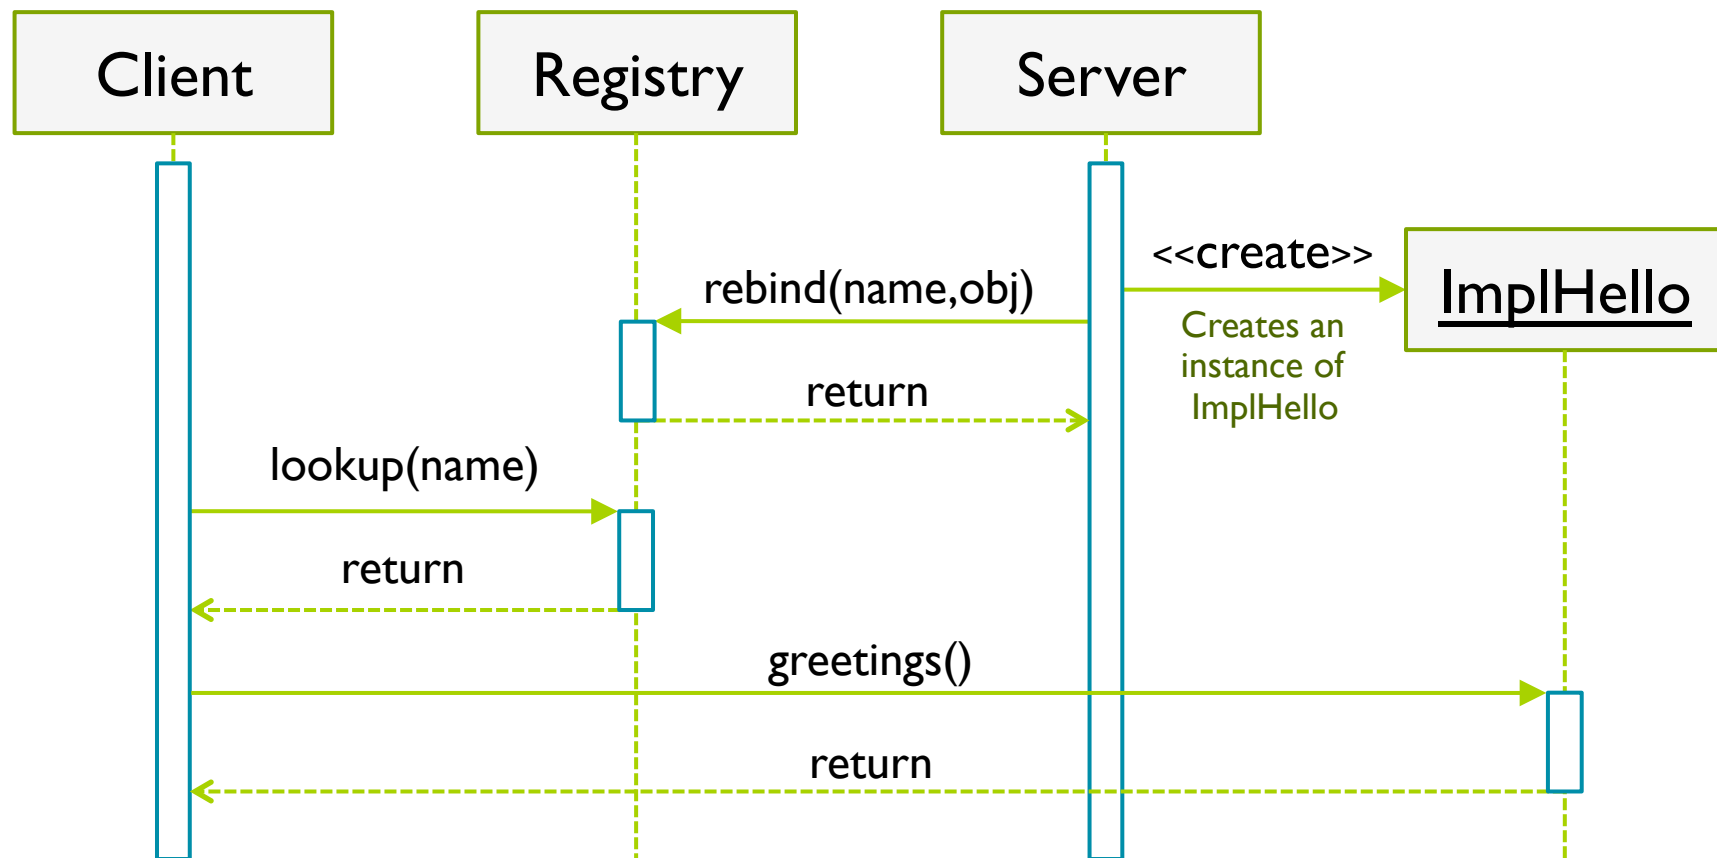 Client
Registry
Server
<<create>>
ImplHello
rebind(name,obj)
Creates an
instance of
ImplHello
return
lookup(name)
return
greetings()
return